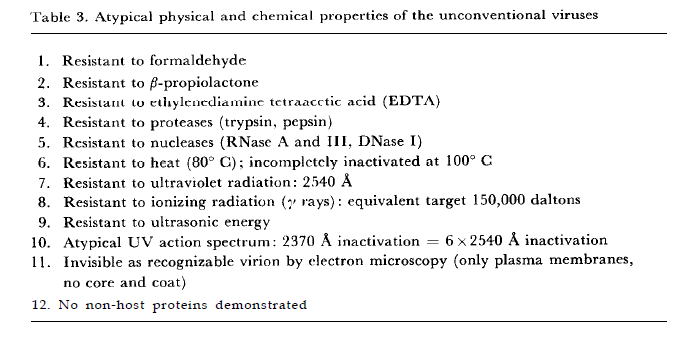 Table 3. Atypical physical and chemical properties of the unconventional viruses
1. Resistant to formaldehyde
2. Resistant to β-propiolactone
3. Resistant to ethylenediamine tetraacetic acid (EDTA)
4. Resistant to proteases (trypsin, pepsin)
5. Resistant to nucleases (RNase A and III, DNase I)
6. Resistant to heat (80° C); incompletely inactivated at 100° C
7. Resistant to ultraviolet radiation: 2540 Å
8. Resistant to ionizing radiation (γ rays): equivalent target 150,000 daltons
9. Resistant to ultrasonic energy
10. Atypical UV action spectrum: 2370 Å inactivation = 6 × 2540 Å inactivation
11. Invisible as recognizable virion by electron microscopy (only plasma membranes,
no core and coat)
12. No non-host proteins demonstrated